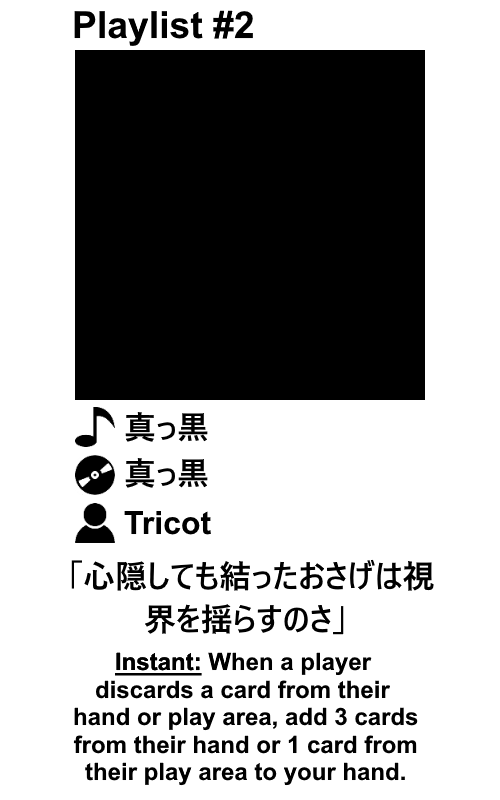 Playlist #2
真っ黒
真っ黒
Tricot
「心隠しても結ったおさげは視
界を揺らすのさ」
Instant: When a player
discards a card from their
hand or play area, add 3 cards
from their hand or 1 card from
their play area to your hand.